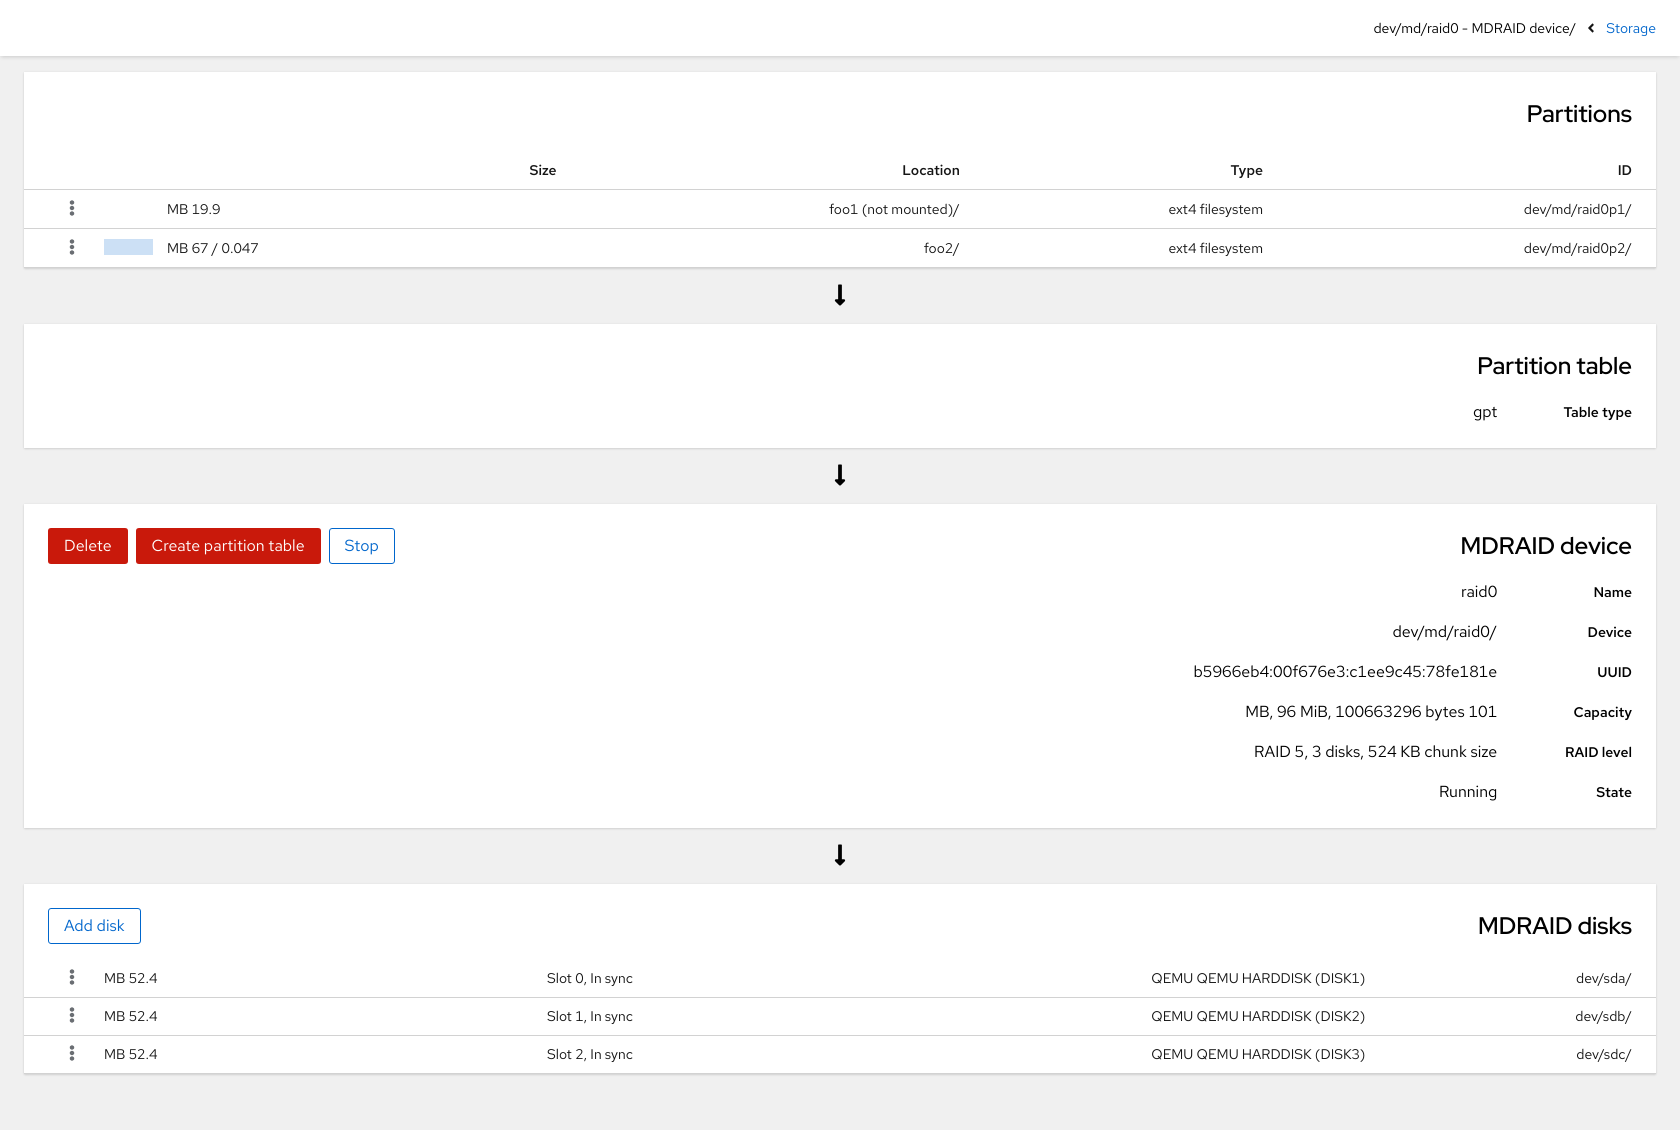 Storage
dev/md/raid0 - MDRAID device/
Partitions
ID Type Location Size
dev/md/raid0p1/ ext4 filesystem foo1 (not mounted)/ MB 19.9
dev/md/raid0p2/ ext4 filesystem foo2/ MB 67 / 0.047
Partition table
Table type gpt
MDRAID device
Stop Create partition table Delete
Name raid0
Device dev/md/raid0/
UUID b5966eb4:00f676e3:c1ee9c45:78fe181e
Capacity MB, 96 MiB, 100663296 bytes 101
RAID level RAID 5, 3 disks, 524 KB chunk size
State Running
MDRAID disks
Add disk
dev/sda/ QEMU QEMU HARDDISK (DISK1) Slot 0, In sync MB 52.4
dev/sdb/ QEMU QEMU HARDDISK (DISK2) Slot 1, In sync MB 52.4
dev/sdc/ QEMU QEMU HARDDISK (DISK3) Slot 2, In sync MB 52.4